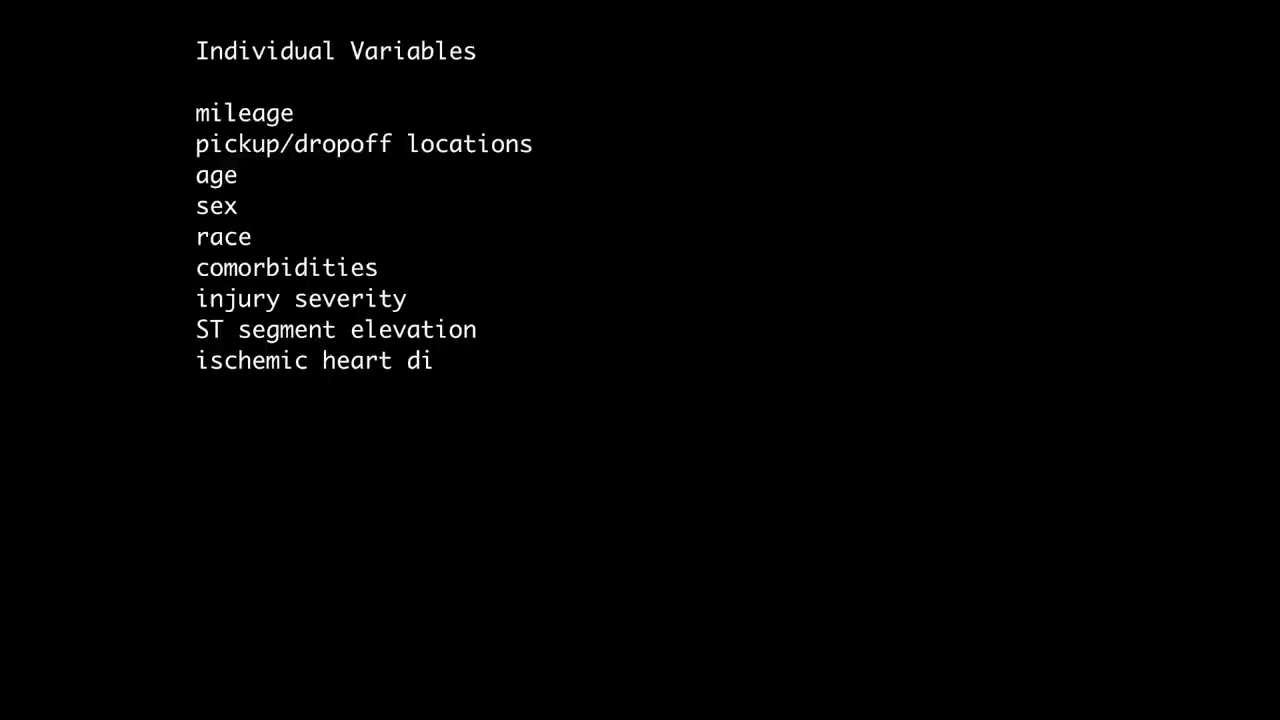 Individual Variables
mileage
pickup/dropoff locations
age
sex
race
comorbidities
injury severity
ST segment elevation
ischemic heart di